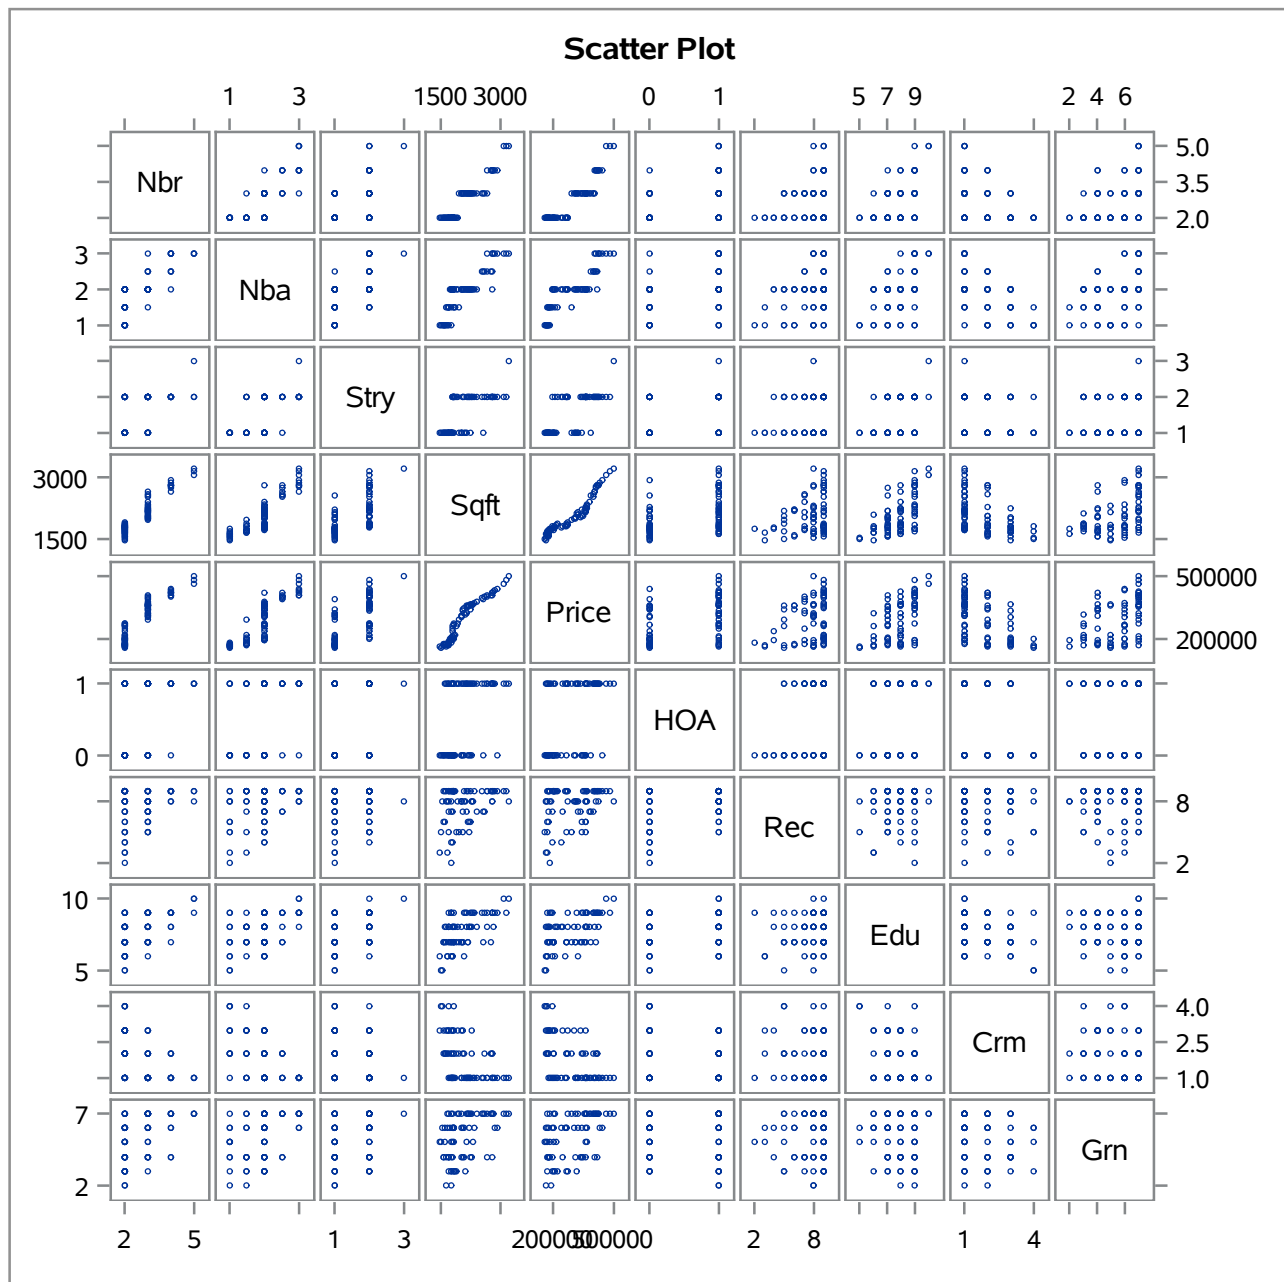 Scatter Plot
1 3 1500 3000 0 1 5 7 9 2 4 6
5.0
Nbr 3.5
2.0
3
2 Nba
1
3
Stry 2
1
3000
Sqft
1500
500000
Price
200000
1
HOA
0
8
Rec
2
10
Edu
5
4.0
Crm 2.5
1.0
7
Grn
2
2 5 1 3 200000 500000 2 8 1 4